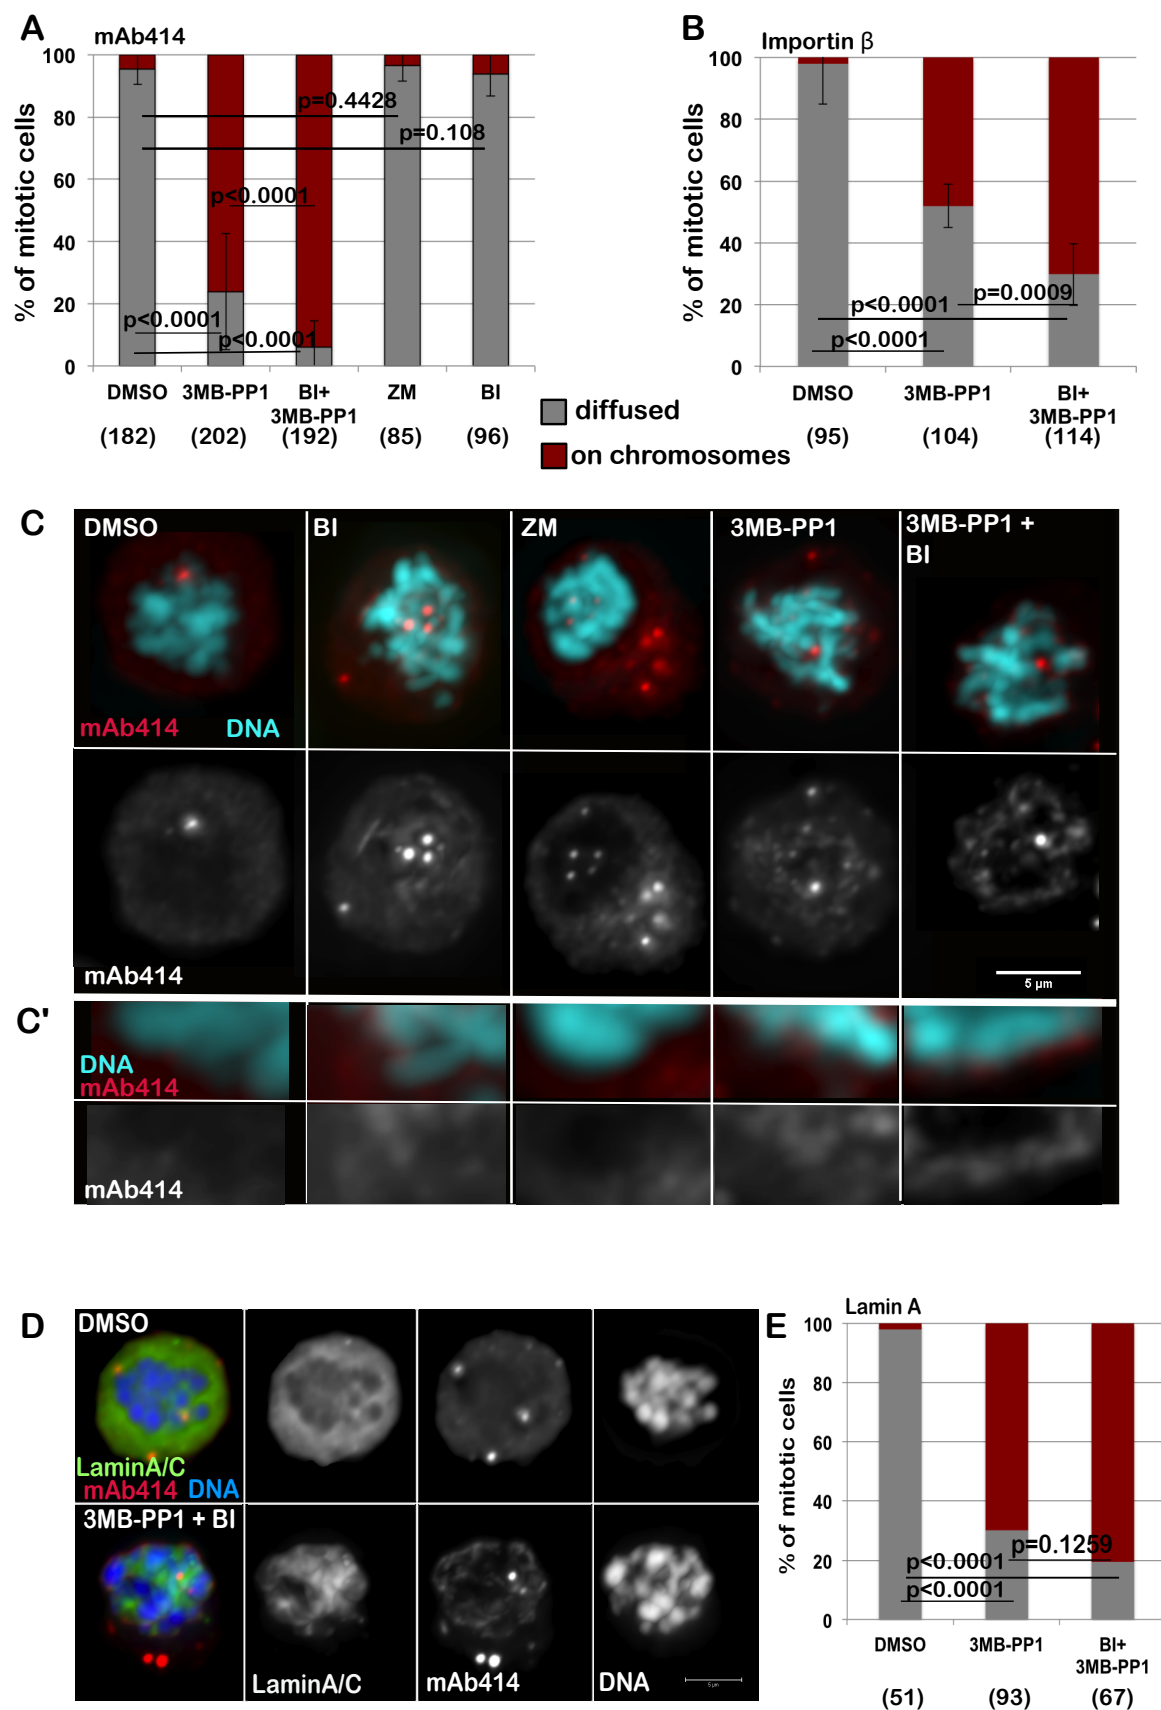 A
mAb414
100
80
60
40
20
0
% of mitotic cells
p=0.4428
p=0.108
p<0.0001
p<0.0001
p<0.0001
DMSO 3MB-PP1 BI+ 3MB-PP1 ZM BI
(182) (202) (192) (85) (96)
B
Importin β
100
80
60
40
20
0
% of mitotic cells
p=0.0009
p<0.0001
p<0.0001
DMSO 3MB-PP1 BI+ 3MB-PP1
(95) (104) (114)
diffused
on chromosomes
C
DMSO
BI
ZM
3MB-PP1
3MB-PP1 +
BI
mAb414 DNA
mAb414
5 µm
C'
DNA
mAb414
mAb414
D
DMSO
LaminA/C
mAb414 DNA
3MB-PP1 + BI
LaminA/C
mAb414
DNA
5 µm
E
Lamin A
100
80
60
40
20
0
% of mitotic cells
p=0.1259
p<0.0001
p<0.0001
DMSO 3MB-PP1 BI+
3MB-PP1
(51) (93) (67)